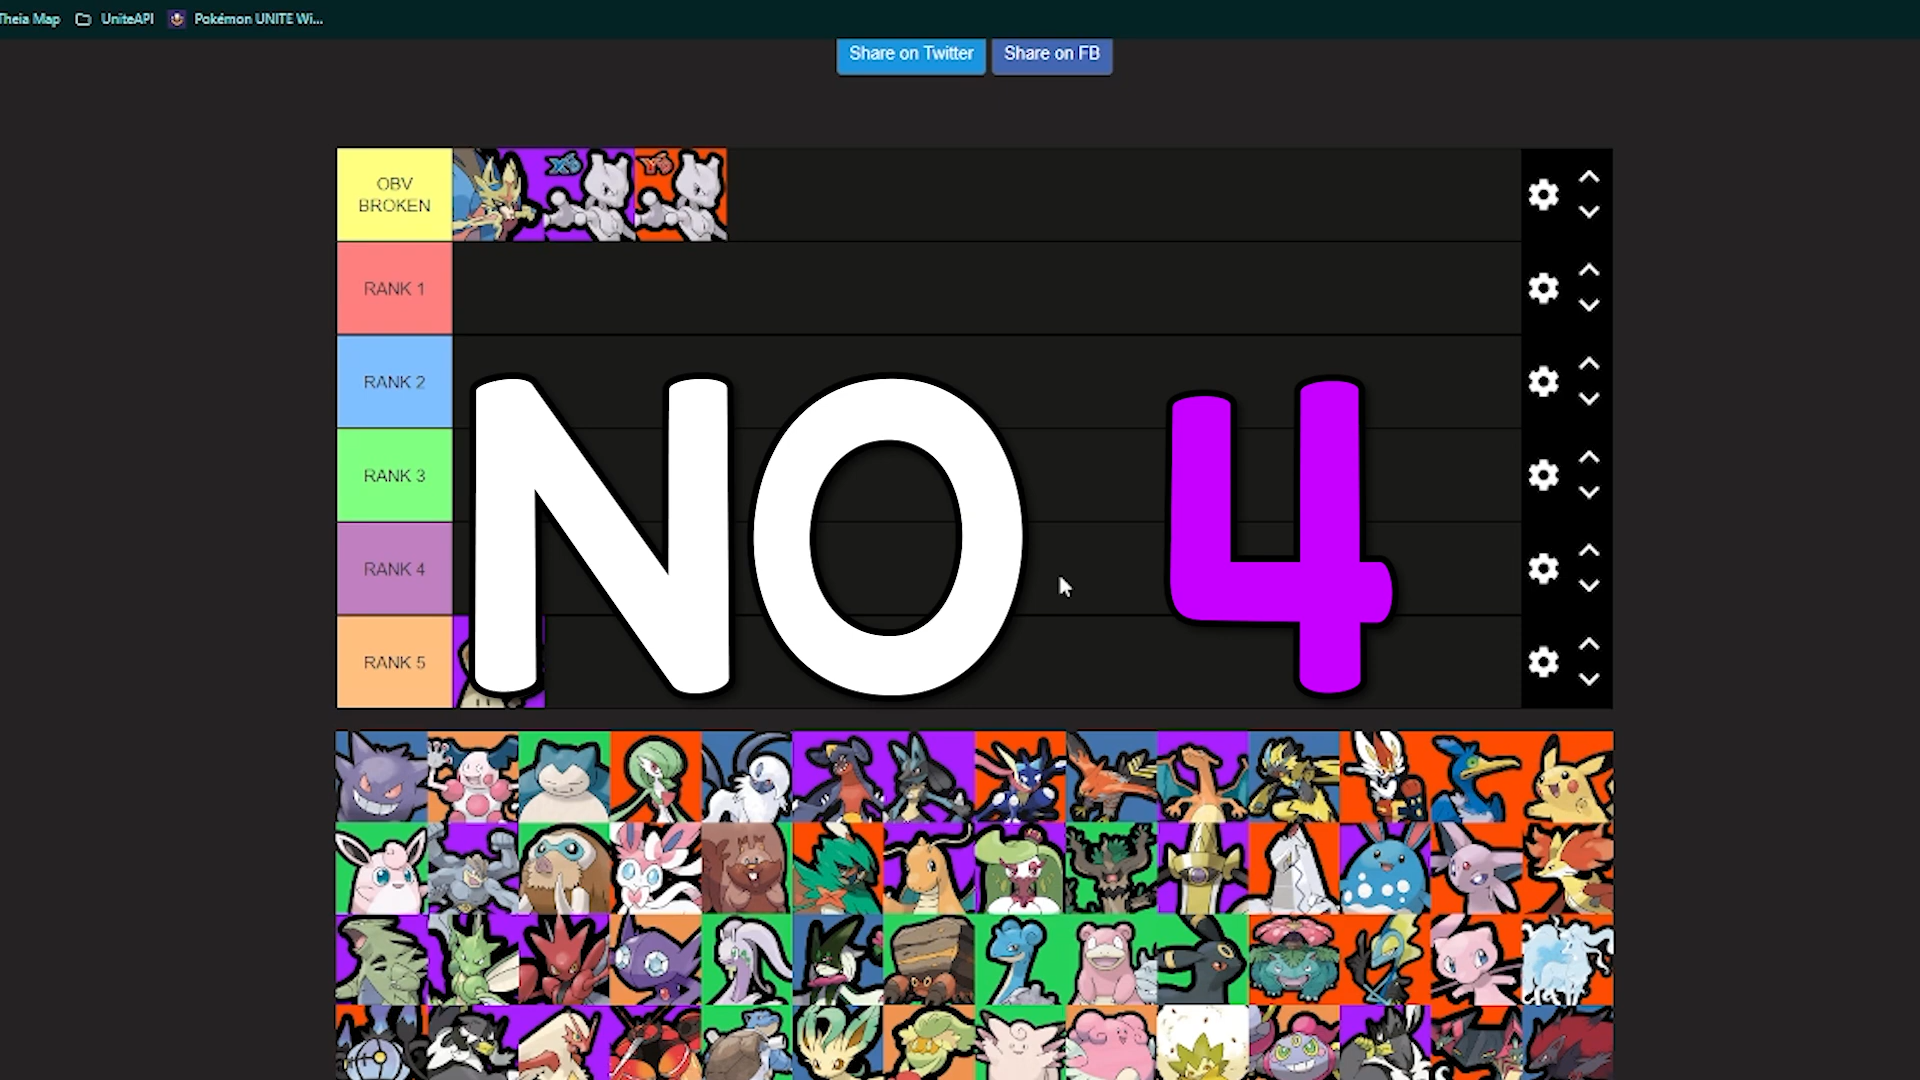 Theia Map UniteAPI Pokémon UNITE Wi...
Share on Twitter Share on FB
OBV
BROKEN
X
Y
RANK 1
RANK 2
RANK 3
RANK 4
RANK 5
NO 4